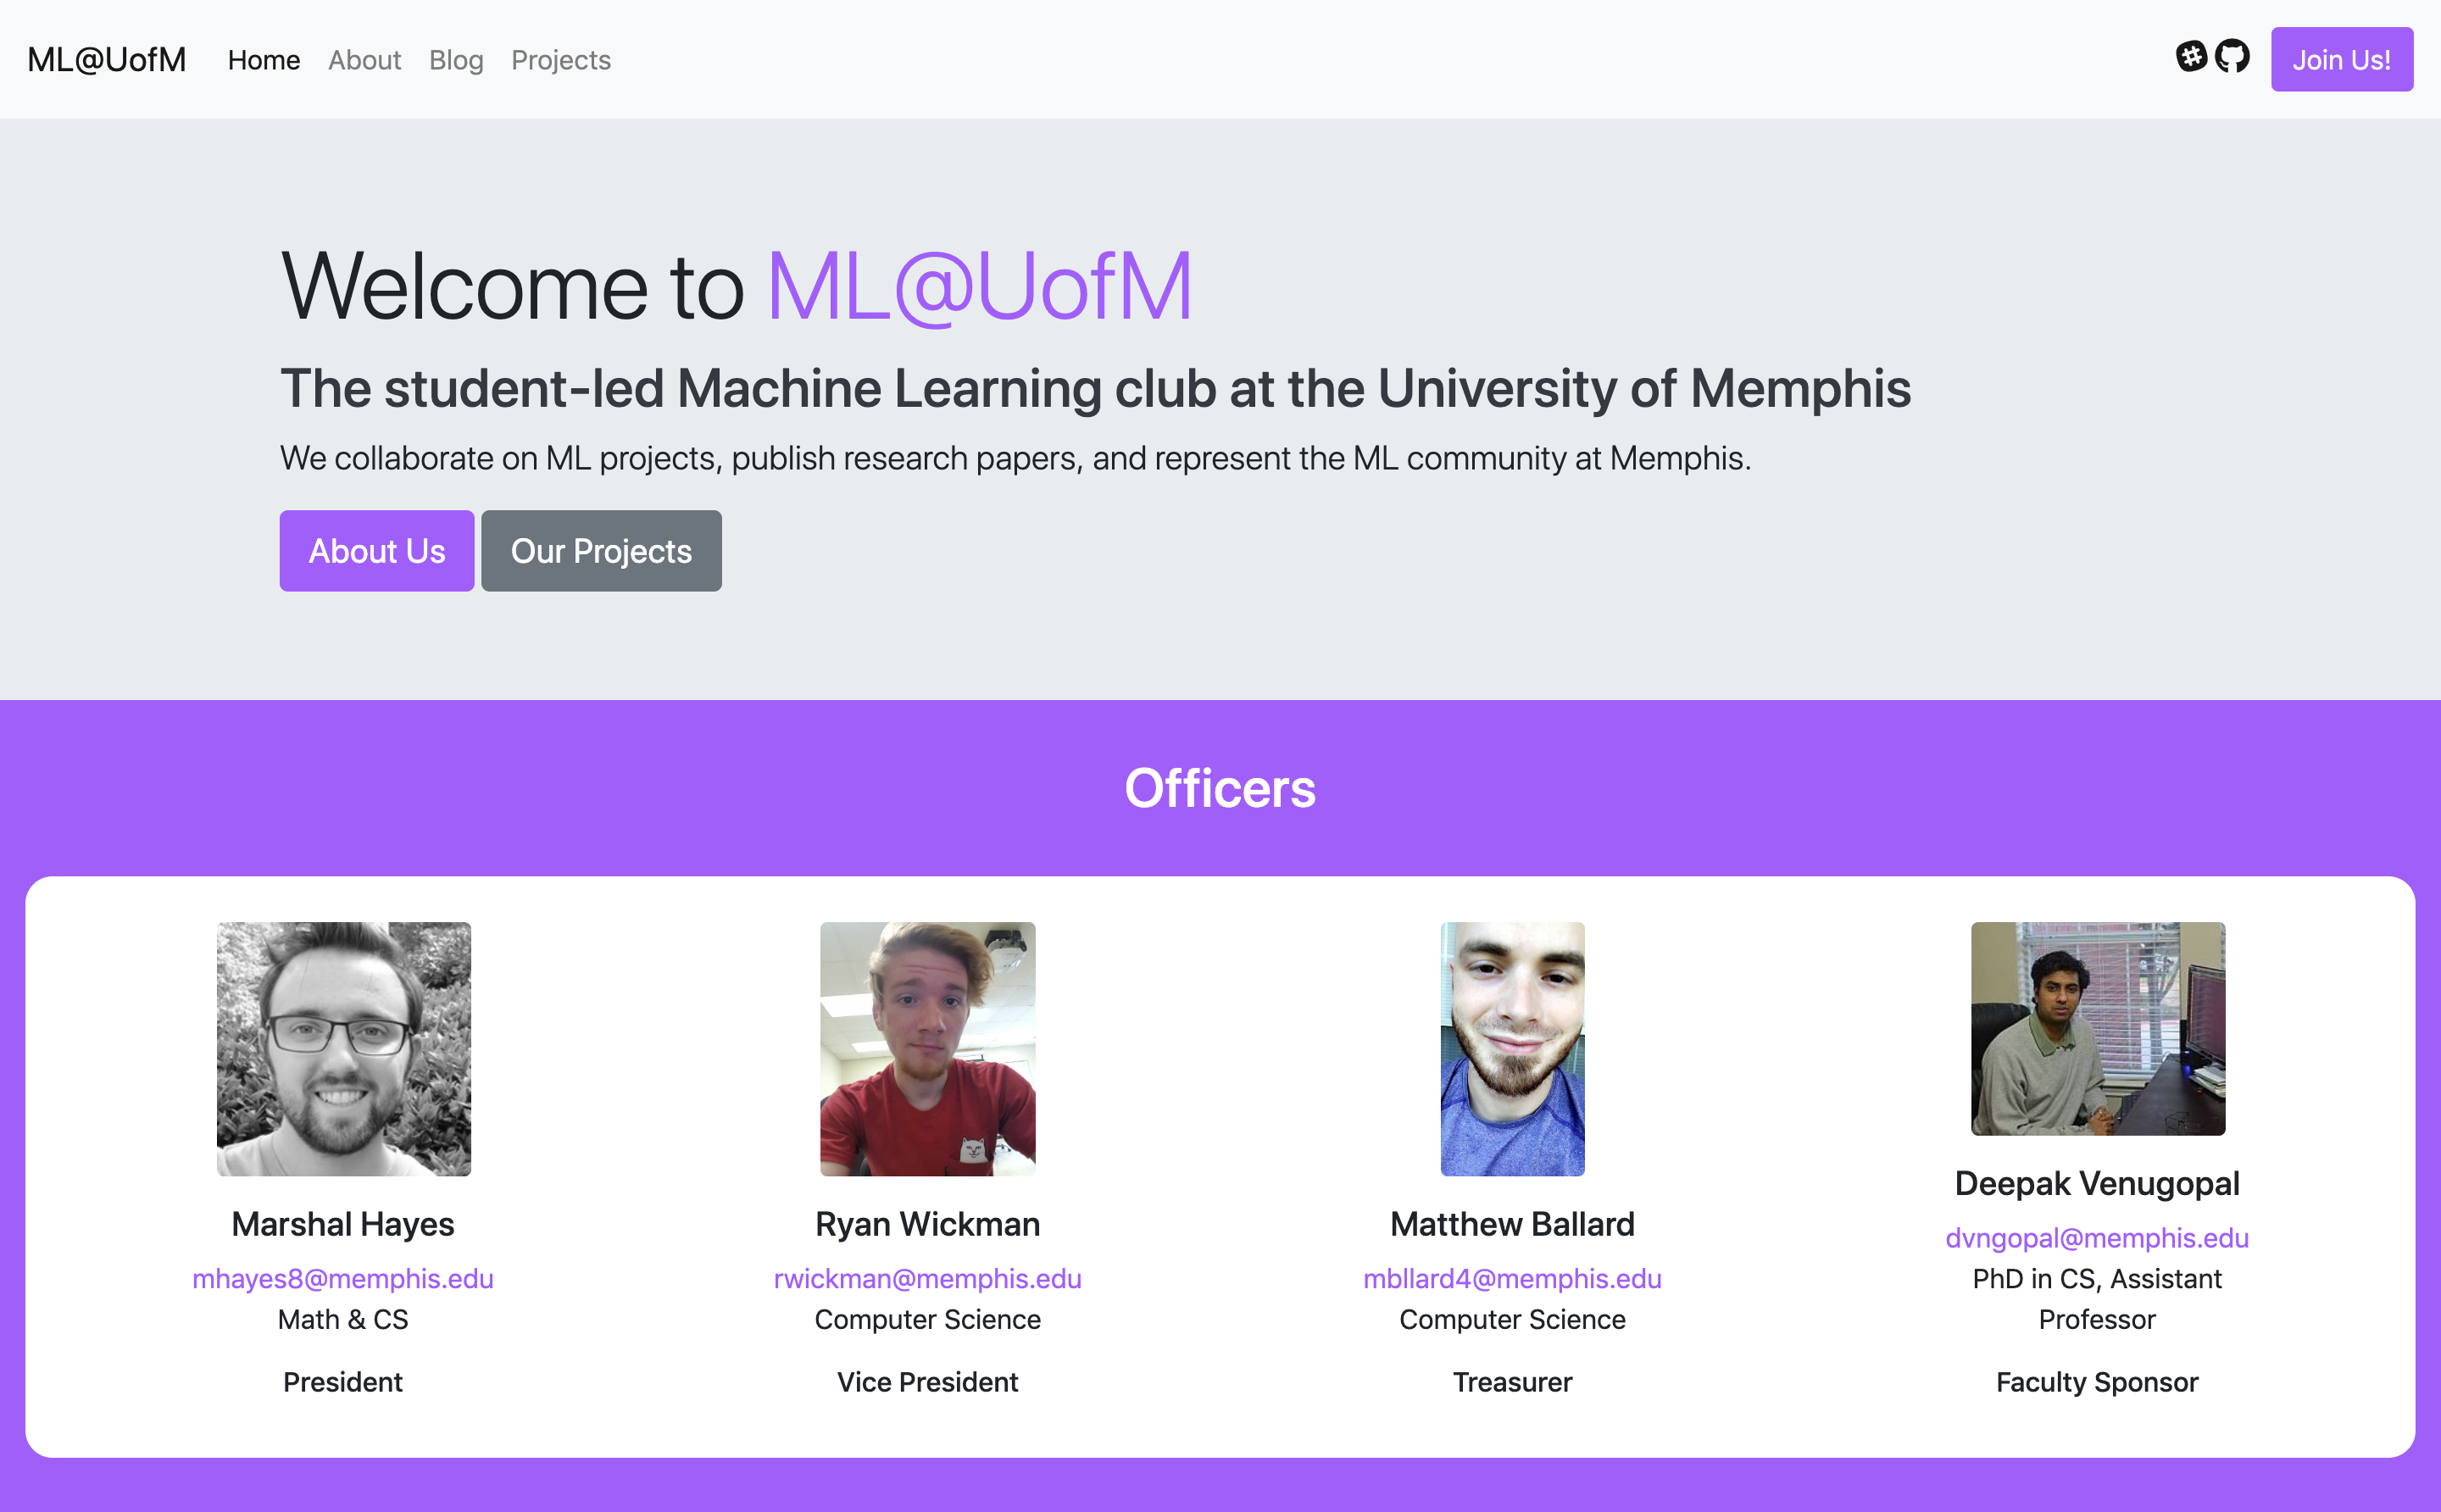 ML@UofM Home About Blog Projects Join Us!
Welcome to ML@UofM
The student-led Machine Learning club at the University of Memphis
We collaborate on ML projects, publish research papers, and represent the ML community at Memphis.
About Us Our Projects
Officers
Marshal Hayes
mhayes8@memphis.edu
Math & CS
President
Ryan Wickman
rwickman@memphis.edu
Computer Science
Vice President
Matthew Ballard
mbllard4@memphis.edu
Computer Science
Treasurer
Deepak Venugopal
dvngopal@memphis.edu
PhD in CS, Assistant
Professor
Faculty Sponsor